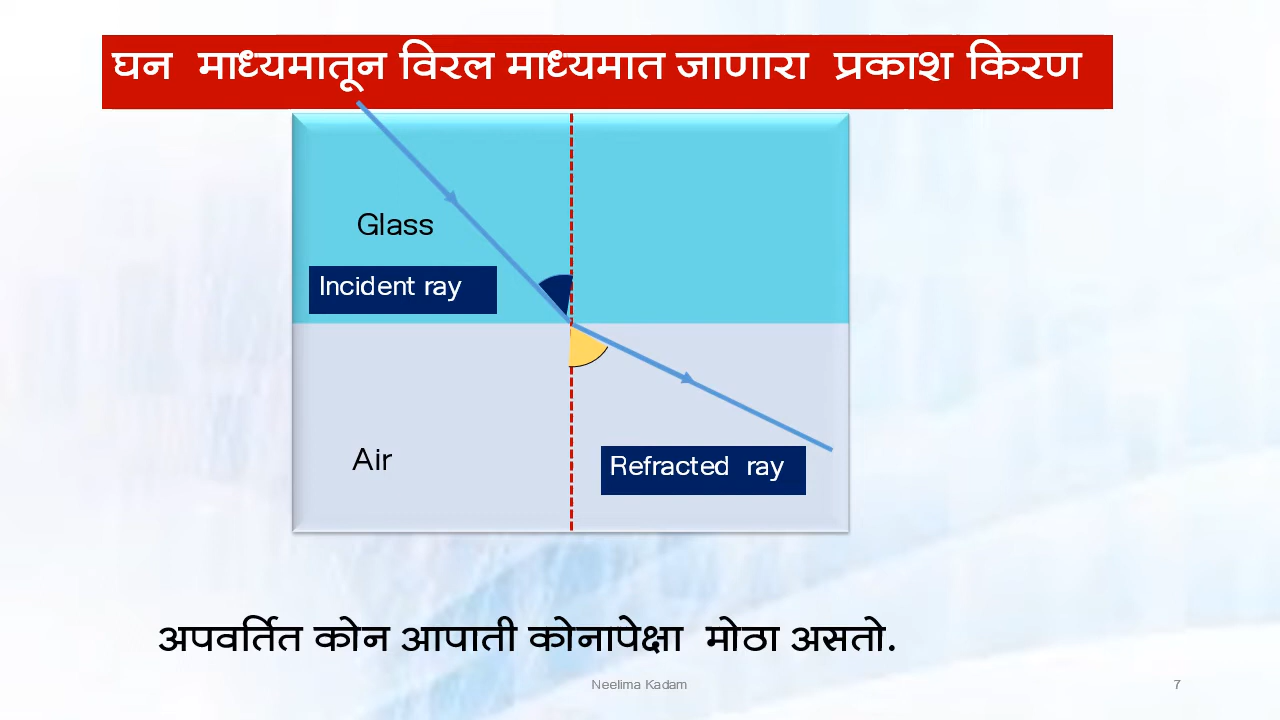 घन माध्यमातून विरल माध्यमात जाणारा प्रकाश किरण
Glass
Incident ray
Air
Refracted ray
अपवर्तित कोन आपाती कोनापेक्षा मोठा असतो.
Neelima Kadam
7